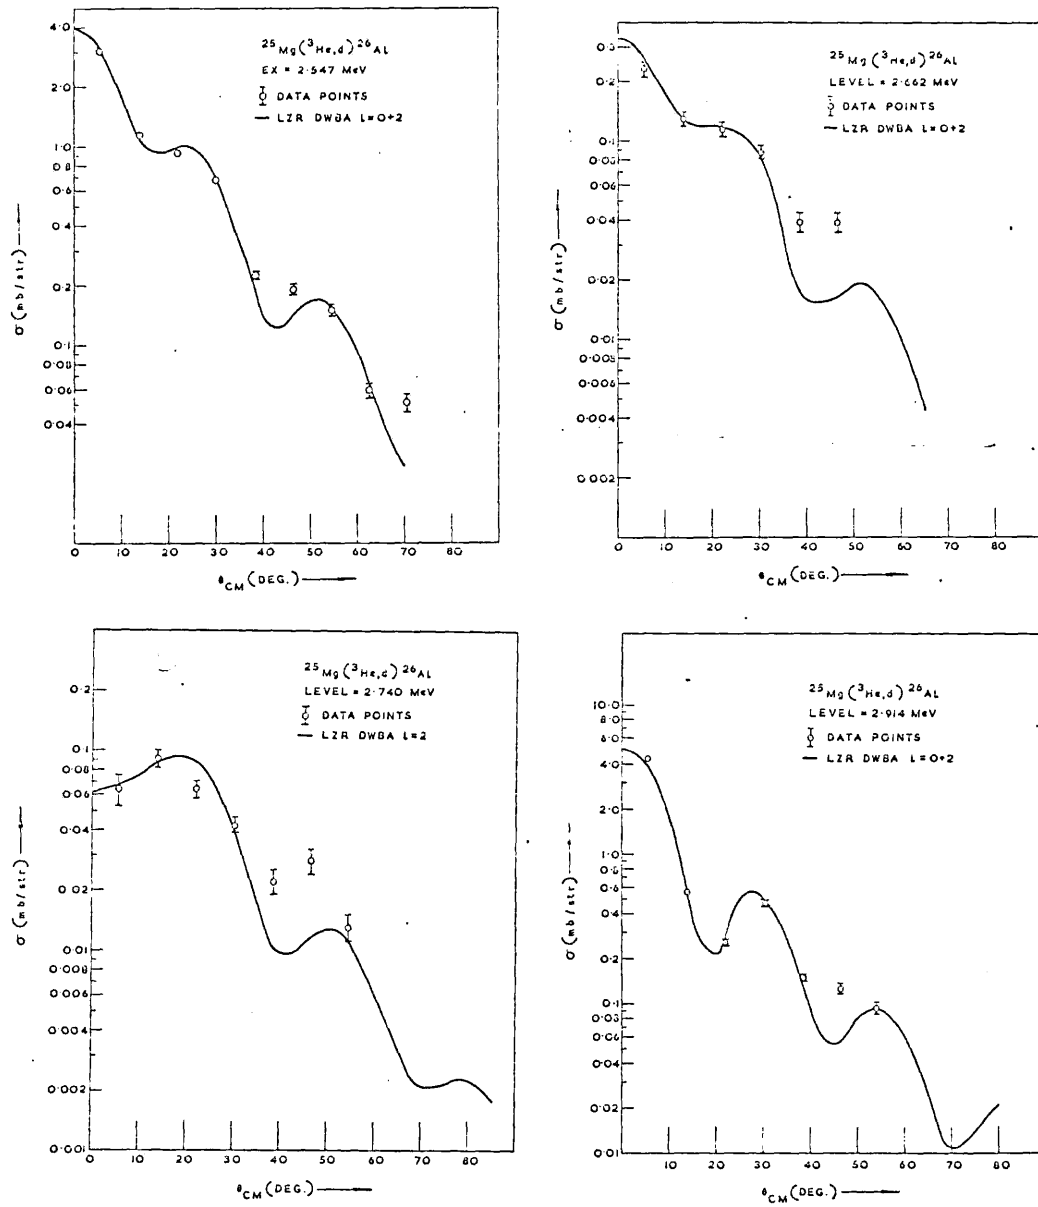 25Mg(3He,d)26Al
EX = 2·547 MeV
DATA POINTS
LZR DWBA l=0+2
4·0
2·0
1·0
0·8
0·6
0·4
0·2
0·1
0·08
0·06
0·04
σ (mb/str)
0 10 20 30 40 50 60 70 80
θCM (DEG.)
25Mg(3He,d)26Al
LEVEL = 2·662 MeV
DATA POINTS
LZR DWBA l=0+2
0·3
0·2
0·1
0·08
0·06
0·04
0·02
0·01
0·008
0·006
0·004
0·002
σ (mb/str)
0 10 20 30 40 50 60 70 80
θCM (DEG.)
25Mg(3He,d)26Al
LEVEL = 2·740 MeV
DATA POINTS
LZR DWBA l=2
0·2
0·1
0·08
0·06
0·04
0·02
0·01
0·008
0·006
0·004
0·002
0·001
σ (mb/str)
0 10 20 30 40 50 60 70 80
θCM (DEG.)
25Mg(3He,d)26Al
LEVEL = 2·914 MeV
DATA POINTS
LZR DWBA l=0+2
10·0
8·0
6·0
4·0
2·0
1·0
0·8
0·6
0·4
0·2
0·1
0·08
0·06
0·04
0·02
0·01
σ (mb/str)
10 20 30 40 50 60 70 80
θCM (DEG.)